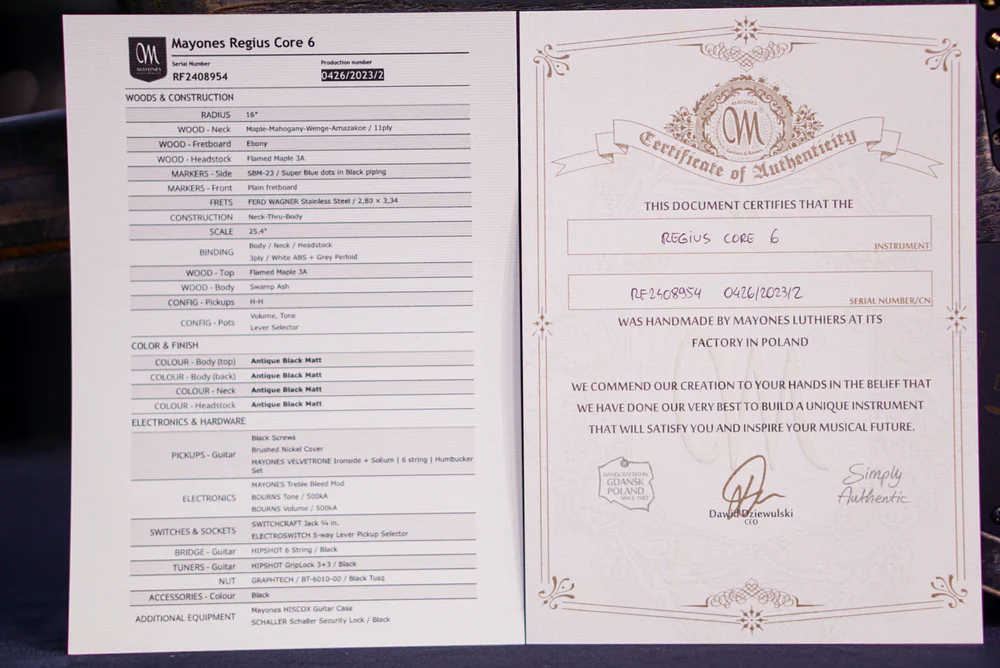 M
MAYONES
Mayones Regius Core 6
Serial Number
Production number
RF2408954
0426/2023/2
WOODS & CONSTRUCTION
RADIUS 16"
WOOD - Neck Maple-Mahogany-Wenge-Amazakoe / 11ply
WOOD - Fretboard Ebony
WOOD - Headstock Flamed Maple 3A
MARKERS - Side SBM-23 / Super Blue dots in Black piping
MARKERS - Front Plain fretboard
FRETS FERD WAGNER Stainless Steel / 2,80 × 3,34
CONSTRUCTION Neck-Thru-Body
SCALE 25.4"
BINDING Body / Neck / Headstock
3ply / White ABS + Grey Perloid
WOOD - Top Flamed Maple 3A
WOOD - Body Swamp Ash
CONFIG - Pickups H-H
CONFIG - Pots Volume, Tone
Lever Selector
COLOR & FINISH
COLOUR - Body (top) Antique Black Matt
COLOUR - Body (back) Antique Black Matt
COLOUR - Neck Antique Black Matt
COLOUR - Headstock Antique Black Matt
ELECTRONICS & HARDWARE
PICKUPS - Guitar Black Screws
Brushed Nickel Cover
MAYONES VELVETRONE Ironside + Solium | 6 string | Humbucker
Set
ELECTRONICS MAYONES Treble Bleed Mod
BOURNS Tone / 500kA
BOURNS Volume / 500kA
SWITCHES & SOCKETS SWITCHCRAFT Jack ¼ in.
ELECTROSWITCH 5-way Lever Pickup Selector
BRIDGE - Guitar HIPSHOT 6 String / Black
TUNERS - Guitar HIPSHOT GripLock 3+3 / Black
NUT GRAPHTECH / BT-6010-00 / Black Tusq
ACCESSORIES - Colour Black
ADDITIONAL EQUIPMENT Mayones HISCOX Guitar Case
SCHALLER Schaller Security Lock / Black
MAYONES
M
Certificate of Authenticity
THIS DOCUMENT CERTIFIES THAT THE
REGIUS CORE 6
INSTRUMENT
RF2408954 0426/2023/2
SERIAL NUMBER/CN
WAS HANDMADE BY MAYONES LUTHIERS AT ITS
FACTORY IN POLAND
WE COMMEND OUR CREATION TO YOUR HANDS IN THE BELIEF THAT
WE HAVE DONE OUR VERY BEST TO BUILD A UNIQUE INSTRUMENT
THAT WILL SATISFY YOU AND INSPIRE YOUR MUSICAL FUTURE.
HANDCRAFTED IN
GDANSK
POLAND
SINCE 1982
Dawid Dziewulski
CEO
Simply
Authentic